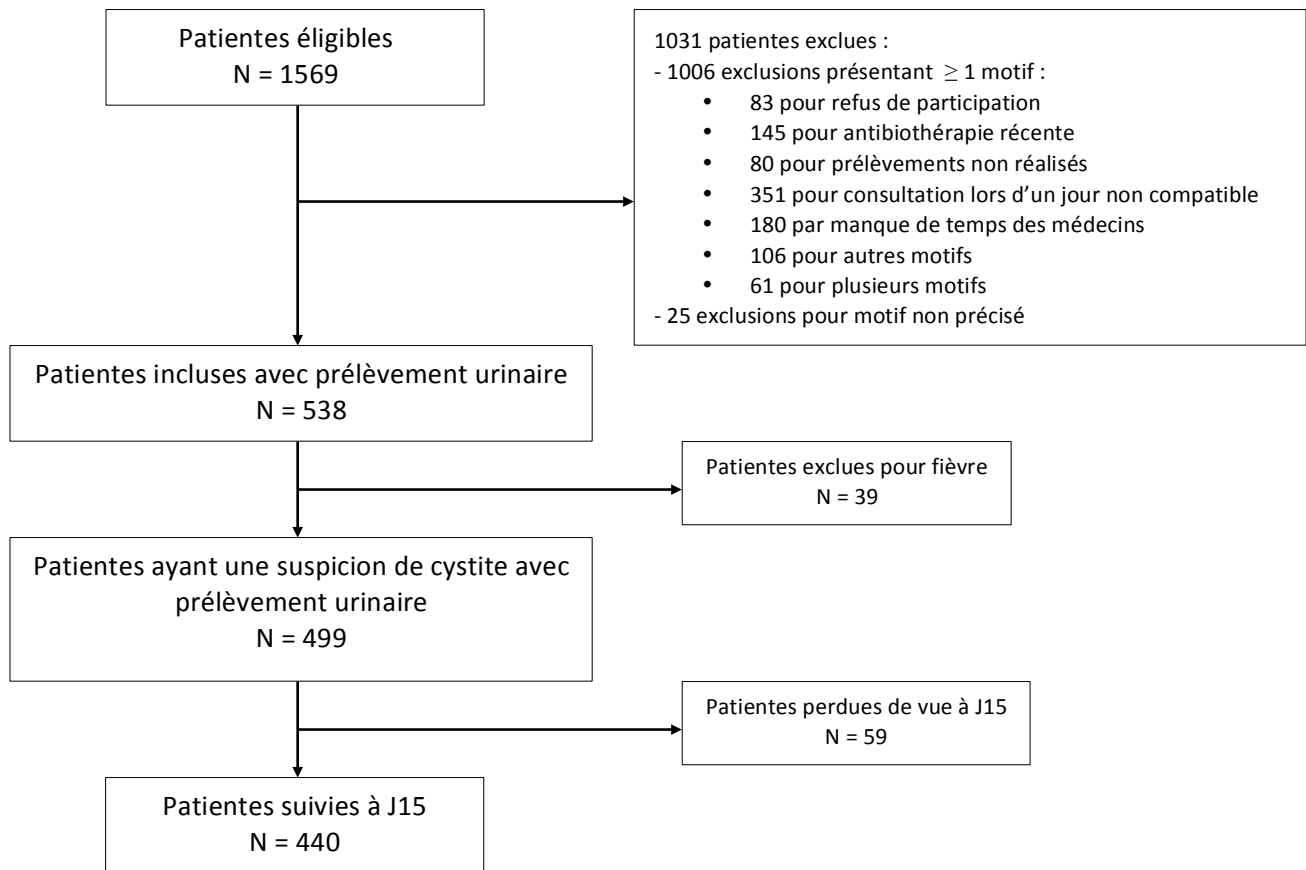 Patientes éligibles
N = 1569
1031 patientes exclues :
- 1006 exclusions présentant ≥ 1 motif :
• 83 pour refus de participation
• 145 pour antibiothérapie récente
• 80 pour prélèvements non réalisés
• 351 pour consultation lors d’un jour non compatible
• 180 par manque de temps des médecins
• 106 pour autres motifs
• 61 pour plusieurs motifs
- 25 exclusions pour motif non précisé
Patientes incluses avec prélèvement urinaire
N = 538
Patientes exclues pour fièvre
N = 39
Patientes ayant une suspicion de cystite avec
prélèvement urinaire
N = 499
Patientes perdues de vue à J15
N = 59
Patientes suivies à J15
N = 440